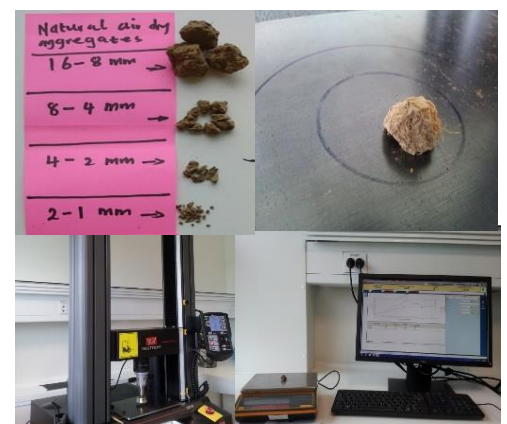 Natural air dry
aggregates
16-8 mm →
8-4 mm →
4-2 mm →
2-1 mm →